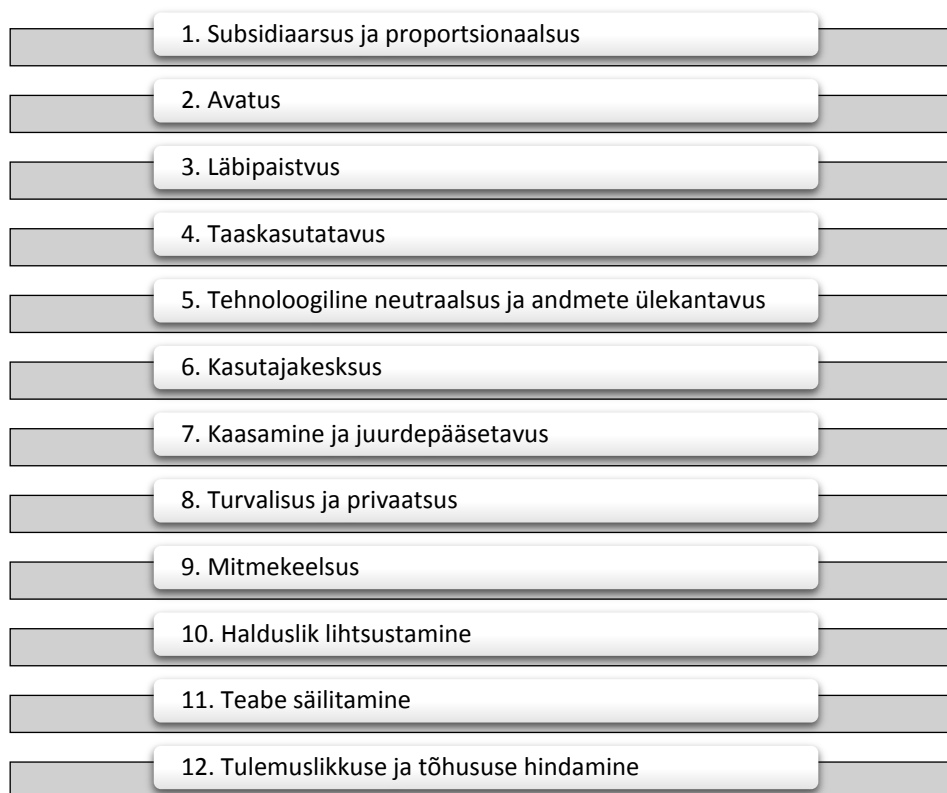 1. Subsidiaarsus ja proportsionaalsus
2. Avatus
3. Läbipaistvus
4. Taaskasutatavus
5. Tehnoloogiline neutraalsus ja andmete ülekantavus
6. Kasutajakesksus
7. Kaasamine ja juurdepääsetavus
8. Turvalisus ja privaatsus
9. Mitmekeelsus
10. Halduslik lihtsustamine
11. Teabe säilitamine
12. Tulemuslikkuse ja tõhususe hindamine